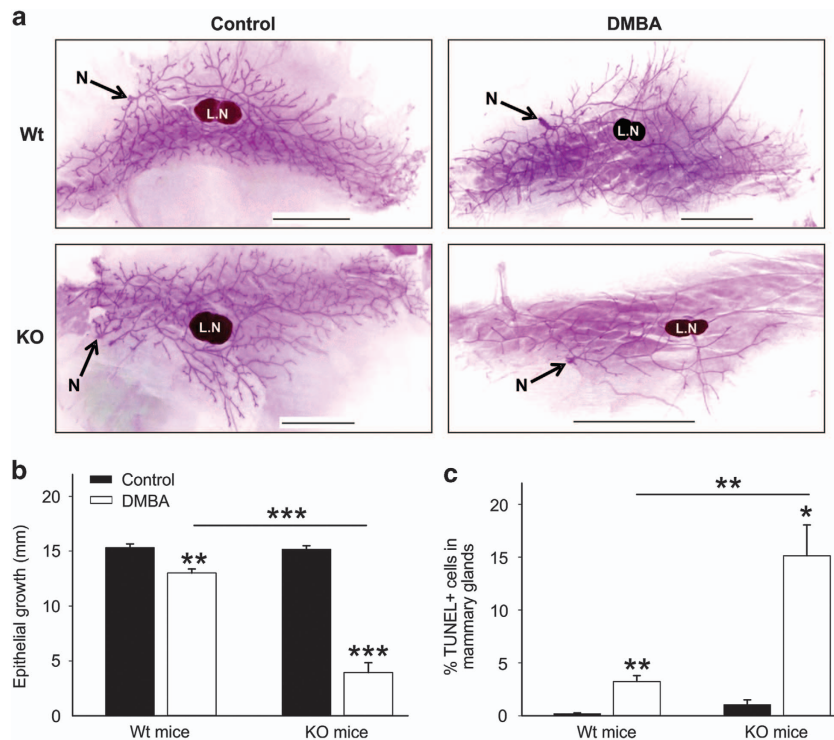 a
Control
DMBA
Wt
N
L.N
N
L.N
KO
N
L.N
N
L.N
b
Control
DMBA
Epithelial growth (mm)
20
15
10
5
0
**
***
***
Wt mice
KO mice
c
% TUNEL+ cells in
mammary glands
20
15
10
5
0
**
**
*
Wt mice
KO mice